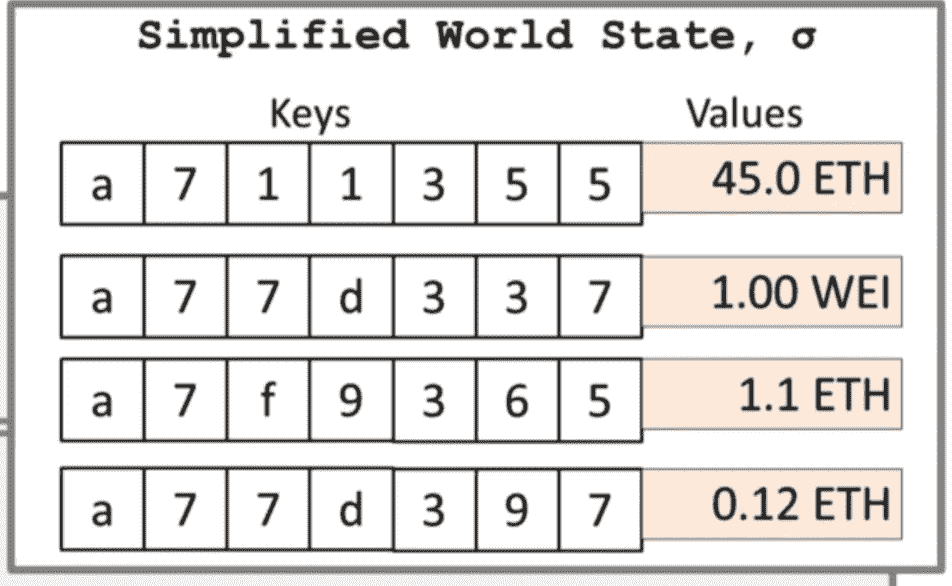 Simplified World State, σ
Keys Values
a 7 1 1 3 5 5 45.0 ETH
a 7 7 d 3 3 7 1.00 WEI
a 7 f 9 3 6 5 1.1 ETH
a 7 7 d 3 9 7 0.12 ETH